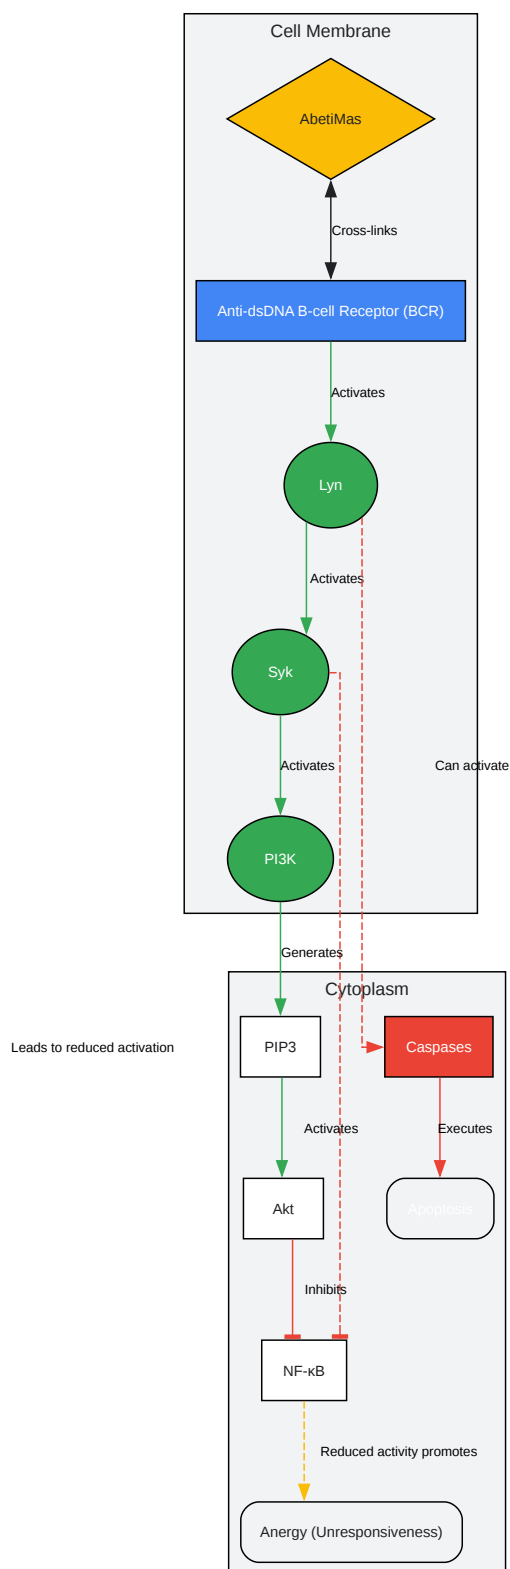 Cell Membrane
AbetiMas
Cross-links
Anti-dsDNA B-cell Receptor (BCR)
Activates
Lyn
Activates
Syk
Activates
Can activate
PI3K
Generates
Cytoplasm
Leads to reduced activation
PIP3
Caspases
Activates
Executes
Akt
Apoptosis
Inhibits
NF-κB
Reduced activity promotes
Anergy (Unresponsiveness)